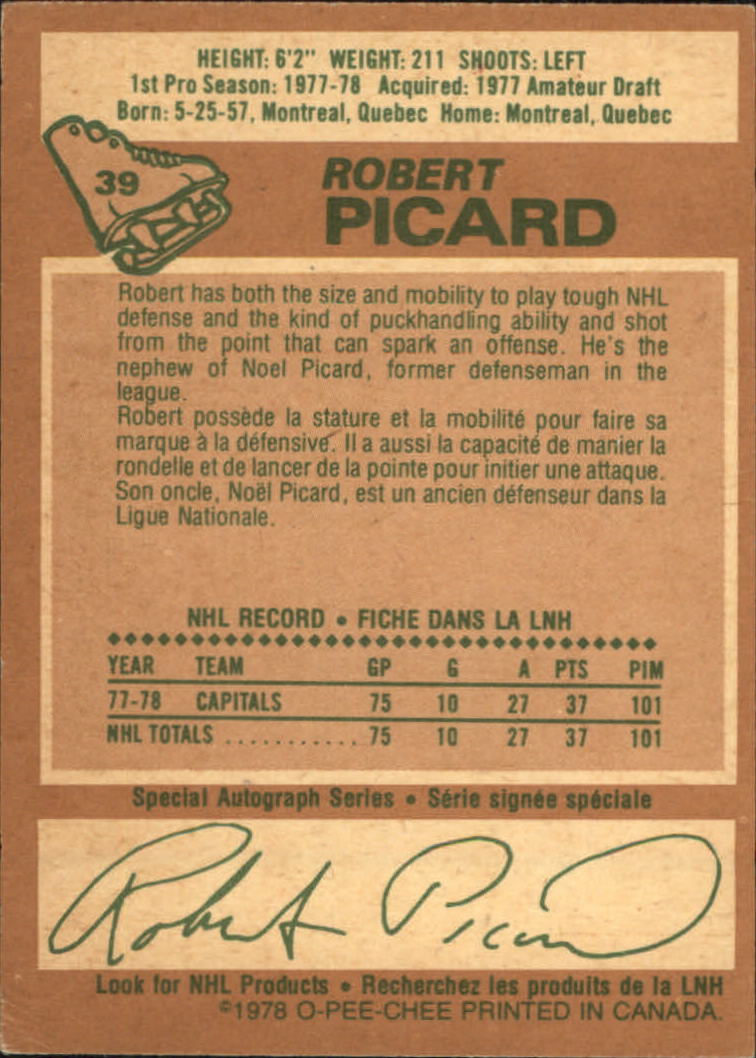 HEIGHT: 6'2" WEIGHT: 211 SHOOTS: LEFT
1st Pro Season: 1977-78 Acquired: 1977 Amateur Draft
Born: 5-25-57, Montreal, Quebec Home: Montreal, Quebec
39
ROBERT
PICARD
Robert has both the size and mobility to play tough NHL
defense and the kind of puckhandling ability and shot
from the point that can spark an offense. He's the
nephew of Noel Picard, former defenseman in the
league.
Robert possède la stature et la mobilité pour faire sa
marque à la défensive. Il a aussi la capacité de manier la
rondelle et de lancer de la pointe pour initier une attaque.
Son oncle, Noël Picard, est un ancien défenseur dans la
Ligue Nationale.
NHL RECORD • FICHE DANS LA LNH
YEAR TEAM GP G A PTS PIM
77-78 CAPITALS 75 10 27 37 101
NHL TOTALS ............ 75 10 27 37 101
Special Autograph Series • Série signée spéciale
Robert Picard
Look for NHL Products • Recherchez les produits de la LNH
©1978 O-PEE-CHEE PRINTED IN CANADA.